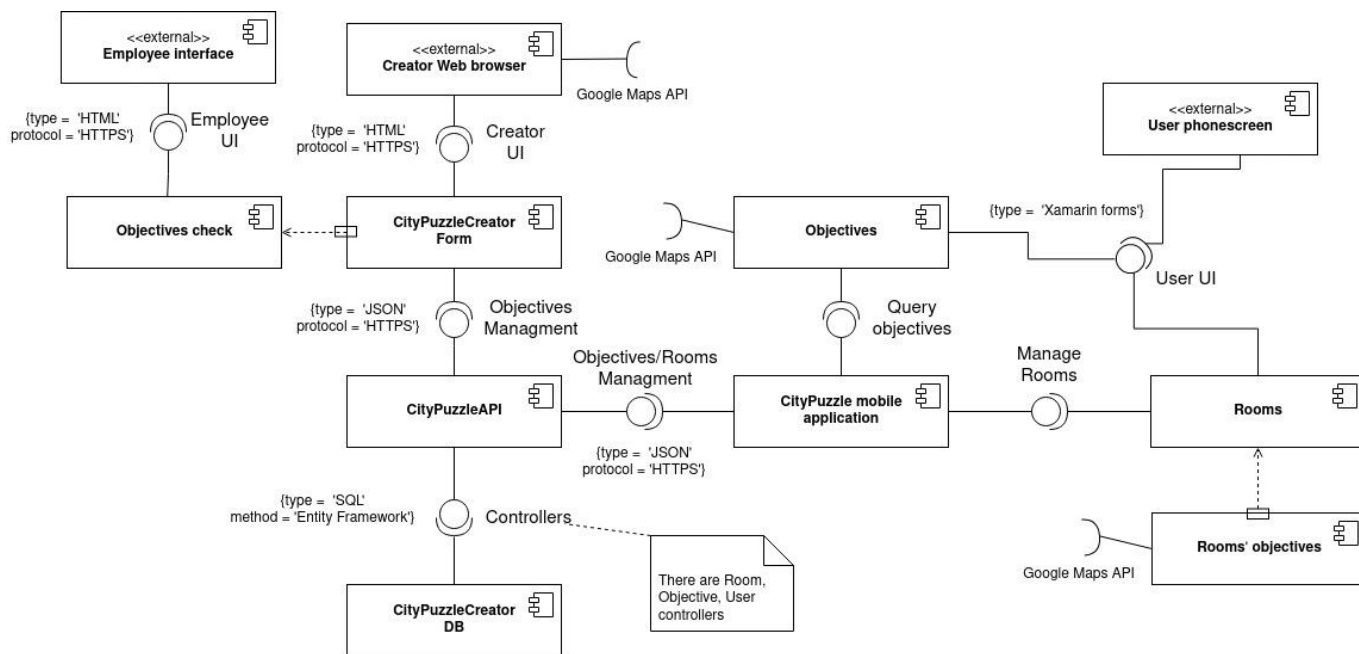 <<external>>
Employee interface
<<external>>
Creator Web browser
Google Maps API
<<external>>
User phonescreen
{type = 'HTML'
protocol = 'HTTPS'}
Employee
UI
{type = 'HTML'
protocol = 'HTTPS'}
Creator
UI
Objectives check
CityPuzzleCreator
Form
Google Maps API
Objectives
{type = 'Xamarin forms'}
User UI
{type = 'JSON'
protocol = 'HTTPS'}
Objectives
Managment
Query
objectives
Objectives/Rooms
Managment
Manage
Rooms
CityPuzzleAPI
CityPuzzle mobile
application
Rooms
{type = 'JSON'
protocol = 'HTTPS'}
{type = 'SQL'
method = 'Entity Framework'}
Controllers
There are Room,
Objective, User
controllers
Google Maps API
Rooms' objectives
CityPuzzleCreator
DB